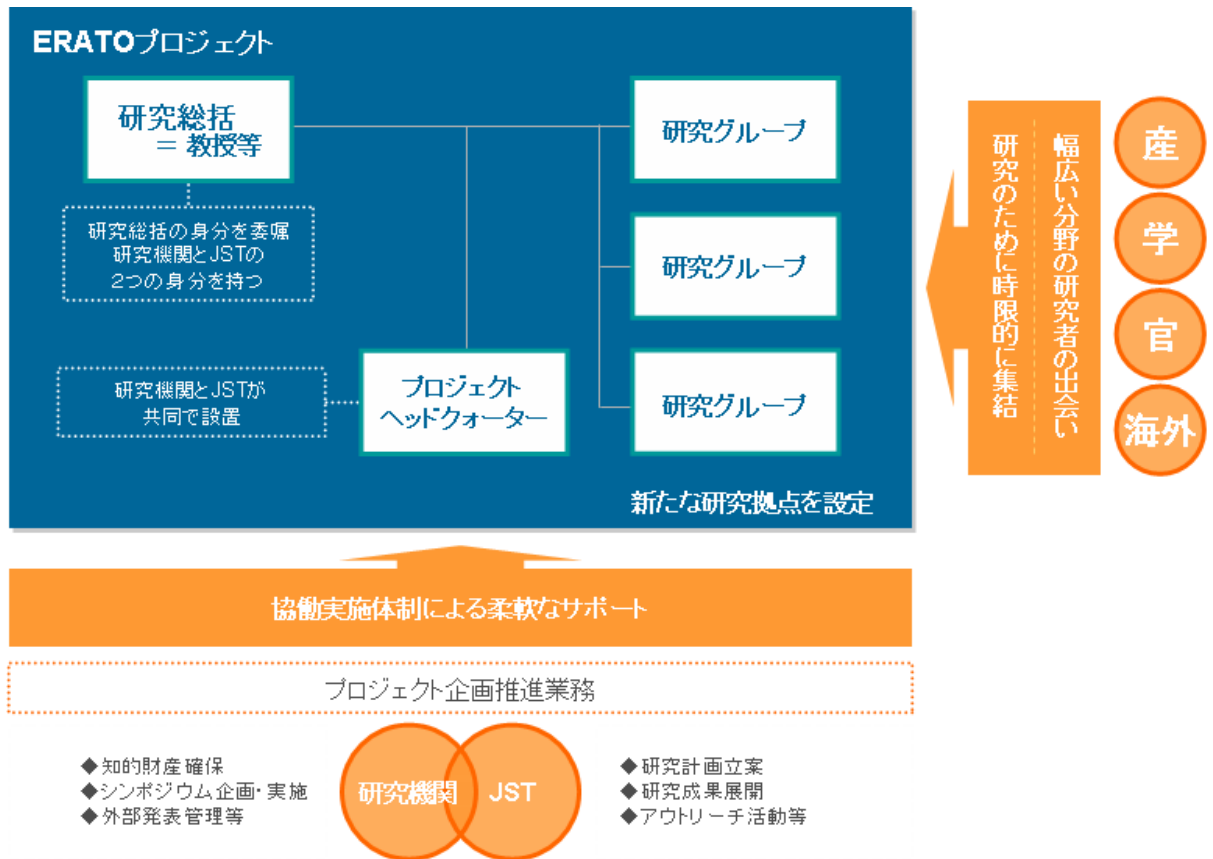 ERATOプロジェクト
研究総括
＝ 教授等
研究総括の身分を委嘱
研究機関とJSTの
2つの身分を持つ
研究機関とJSTが
共同で設置
プロジェクト
ヘッドクォーター
研究グループ
研究グループ
研究グループ
新たな研究拠点を設定
幅広い分野の研究者の出会い
研究のために時限的に集結
産
学
官
海外
協働実施体制による柔軟なサポート
プロジェクト企画推進業務
◆知的財産確保
◆シンポジウム企画・実施
◆外部発表管理等
研究機関
JST
◆研究計画立案
◆研究成果展開
◆アウトリーチ活動等